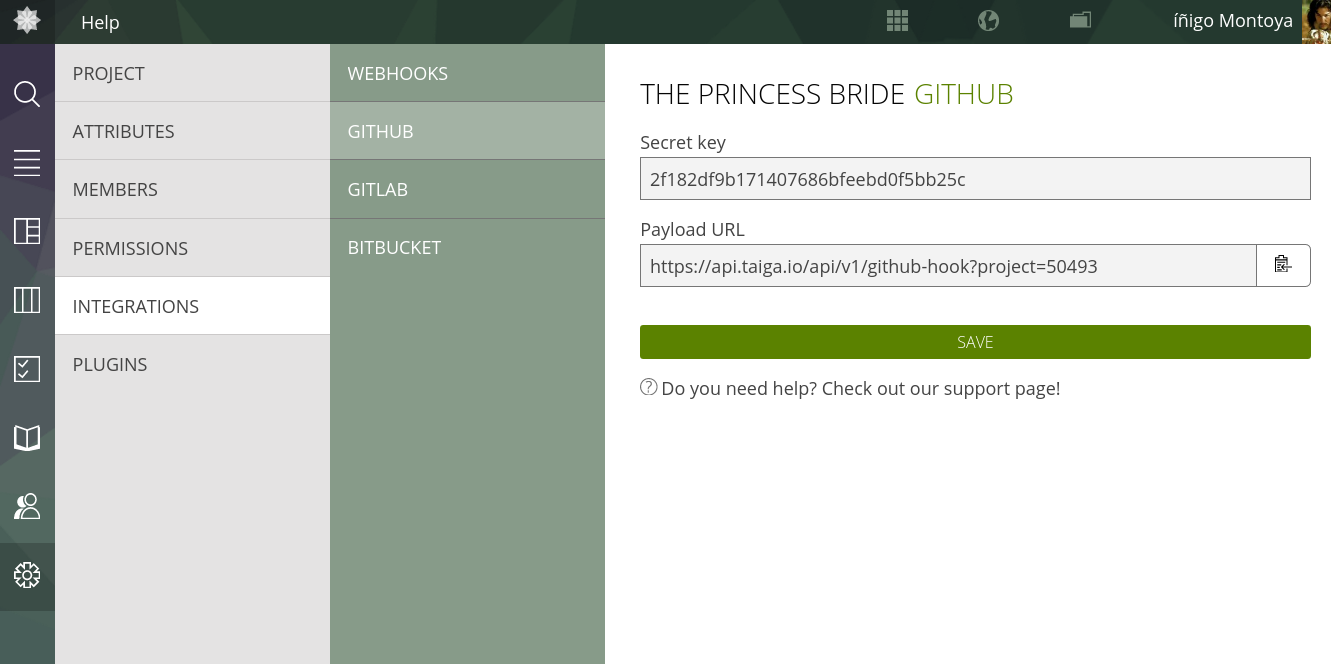 Help
íñigo Montoya
PROJECT
ATTRIBUTES
MEMBERS
PERMISSIONS
INTEGRATIONS
PLUGINS
WEBHOOKS
GITHUB
GITLAB
BITBUCKET
THE PRINCESS BRIDE GITHUB
Secret key
2f182df9b171407686bfeebd0f5bb25c
Payload URL
https://api.taiga.io/api/v1/github-hook?project=50493
SAVE
Do you need help? Check out our support page!